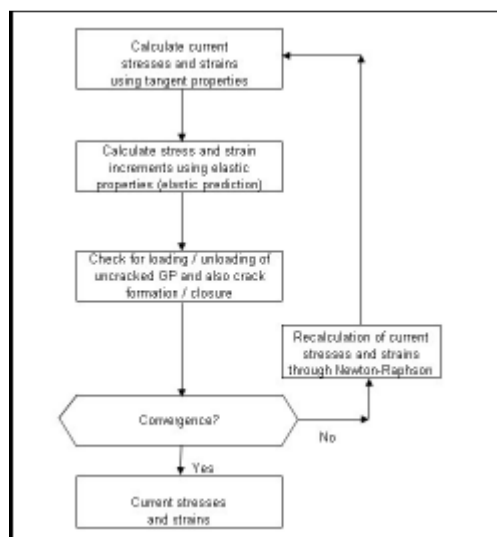 Calculate current
stresses and strains
using tangent properties
Calculate stress and strain
increments using elastic
properties (elastic prediction)
Check for loading / unloading of
uncracked GP and also crack
formation / closure
Recalculation of current
stresses and strains
through Newton-Raphson
Convergence?
No
Yes
Current stresses
and strains